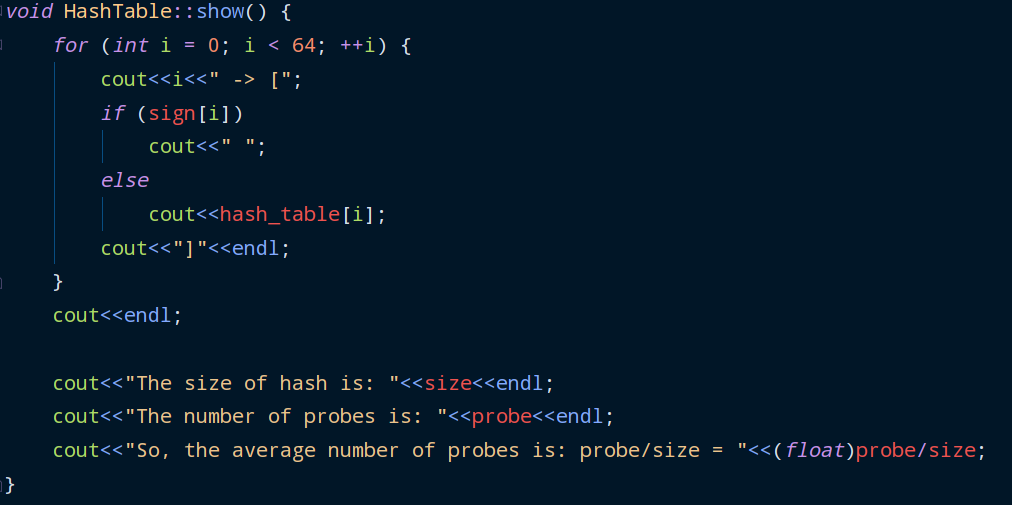 void HashTable::show() {
    for (int i = 0; i < 64; ++i) {
        cout<<i<<" -> [";
        if (sign[i])
            cout<<" ";
        else
            cout<<hash_table[i];
        cout<<"]"<<endl;
    }
    cout<<endl;

    cout<<"The size of hash is: "<<size<<endl;
    cout<<"The number of probes is: "<<probe<<endl;
    cout<<"So, the average number of probes is: probe/size = "<<(float)probe/size;
}